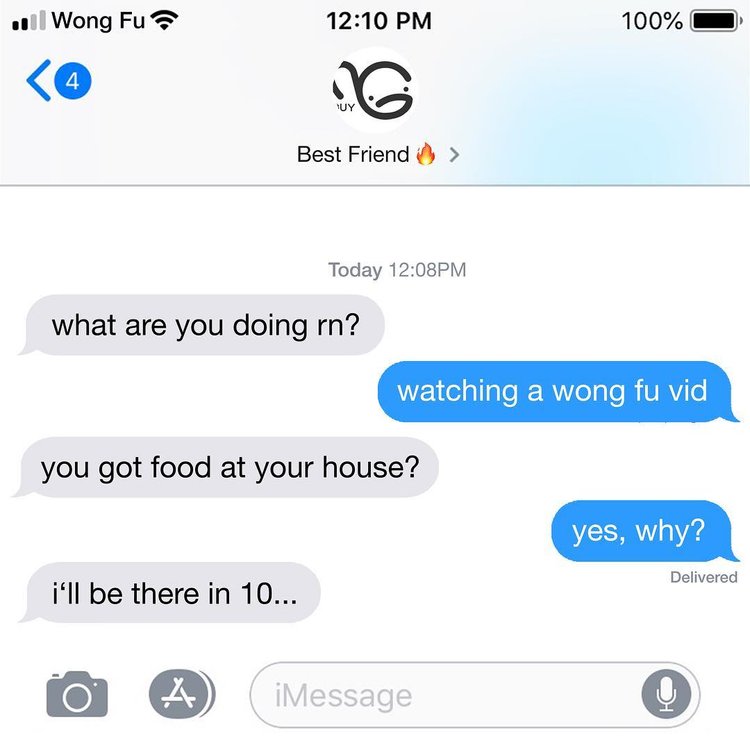 Wong Fu
12:10 PM
100%
4
UY
Best Friend 🔥 >
Today 12:08PM
what are you doing rn?
watching a wong fu vid
you got food at your house?
yes, why?
Delivered
i‘ll be there in 10...
iMessage